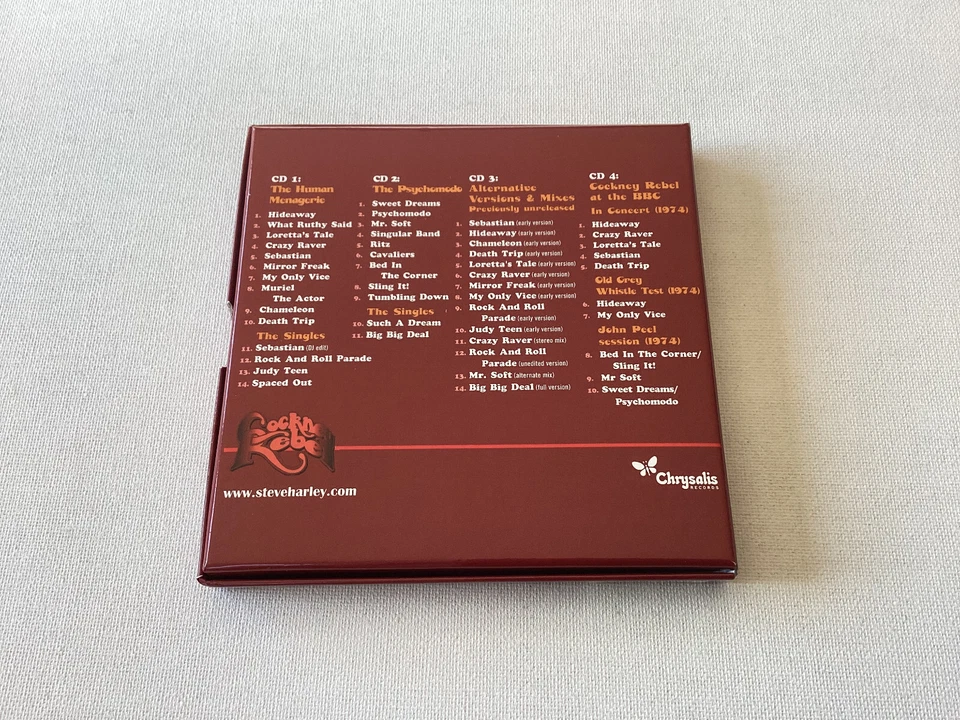 CD 1:
The Human
Menagerie
1. Hideaway
2. What Ruthy Said
3. Loretta's Tale
4. Crazy Raver
5. Sebastian
6. Mirror Freak
7. My Only Vice
8. Muriel
The Actor
9. Chameleon
10. Death Trip
The Singles
11. Sebastian (DJ edit)
12. Rock And Roll Parade
13. Judy Teen
14. Spaced Out
CD 2:
The Psychomodo
1. Sweet Dreams
2. Psychomodo
3. Mr. Soft
4. Singular Band
5. Ritz
6. Cavaliers
7. Bed In
The Corner
8. Sling It!
9. Tumbling Down
The Singles
10. Such A Dream
11. Big Big Deal
CD 3:
Alternative
Versions & Mixes
Previously unreleased
1. Sebastian (early version)
2. Hideaway (early version)
3. Chameleon (early version)
4. Death Trip (early version)
5. Loretta's Tale (early version)
6. Crazy Raver (early version)
7. Mirror Freak (early version)
8. My Only Vice (early version)
9. Rock And Roll
Parade (early version)
10. Judy Teen (early version)
11. Crazy Raver (stereo mix)
12. Rock And Roll
Parade (unedited version)
13. Mr. Soft (alternate mix)
14. Big Big Deal (full version)
CD 4:
Cockney Rebel
at the BBC
In Concert (1974)
1. Hideaway
2. Crazy Raver
3. Loretta's Tale
4. Sebastian
5. Death Trip
Old Grey
Whistle Test (1974)
6. Hideaway
7. My Only Vice
John Peel
session (1974)
8. Bed In The Corner/
Sling It!
9. Mr Soft
10. Sweet Dreams/
Psychomodo
Cockney
Rebel
www.steveharley.com
Chrysalis
RECORDS